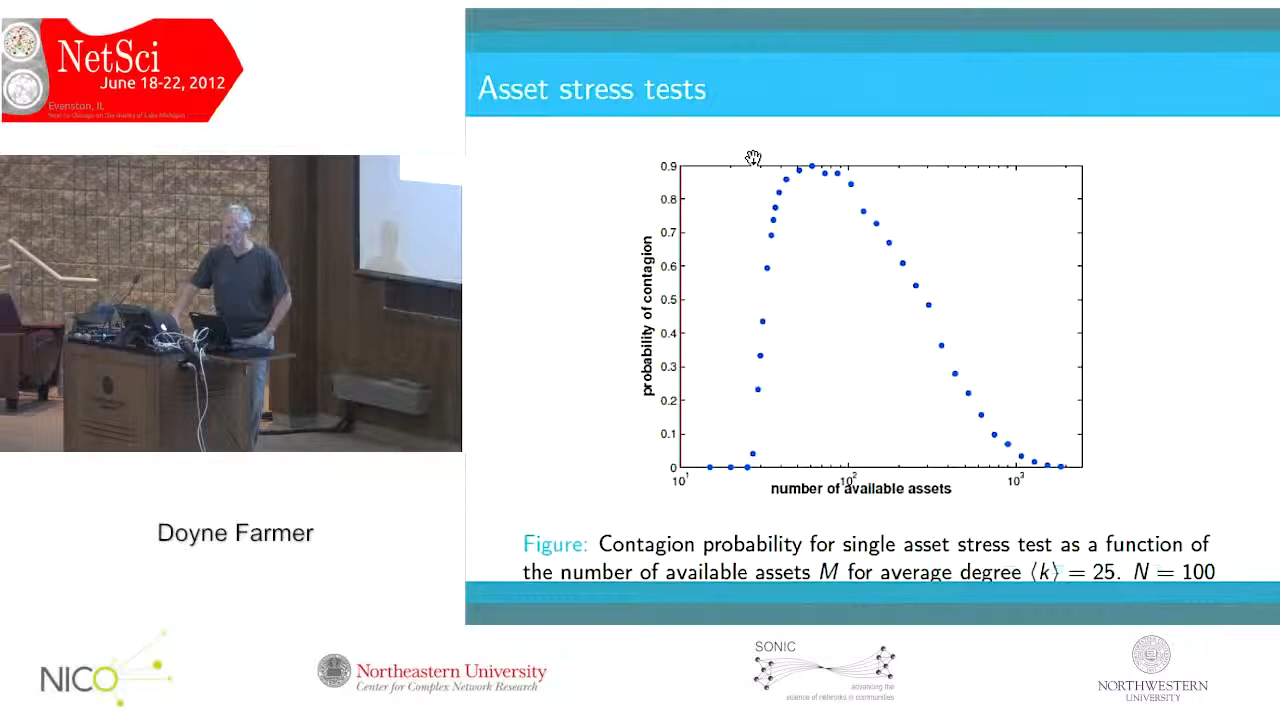 NetSci
June 18-22, 2012
Evanston, IL
Asset stress tests
0.9
0.8
0.7
0.6
0.5
0.4
0.3
0.2
0.1
0
probability of contagion
10¹
10²
10³
number of available assets
Figure: Contagion probability for single asset stress test as a function of
the number of available assets M for average degree ⟨k⟩ = 25. N = 100
Doyne Farmer
NICO
Northeastern University
Center for Complex Network Research
SONIC
advancing the
science of networks in communities
NORTHWESTERN
UNIVERSITY